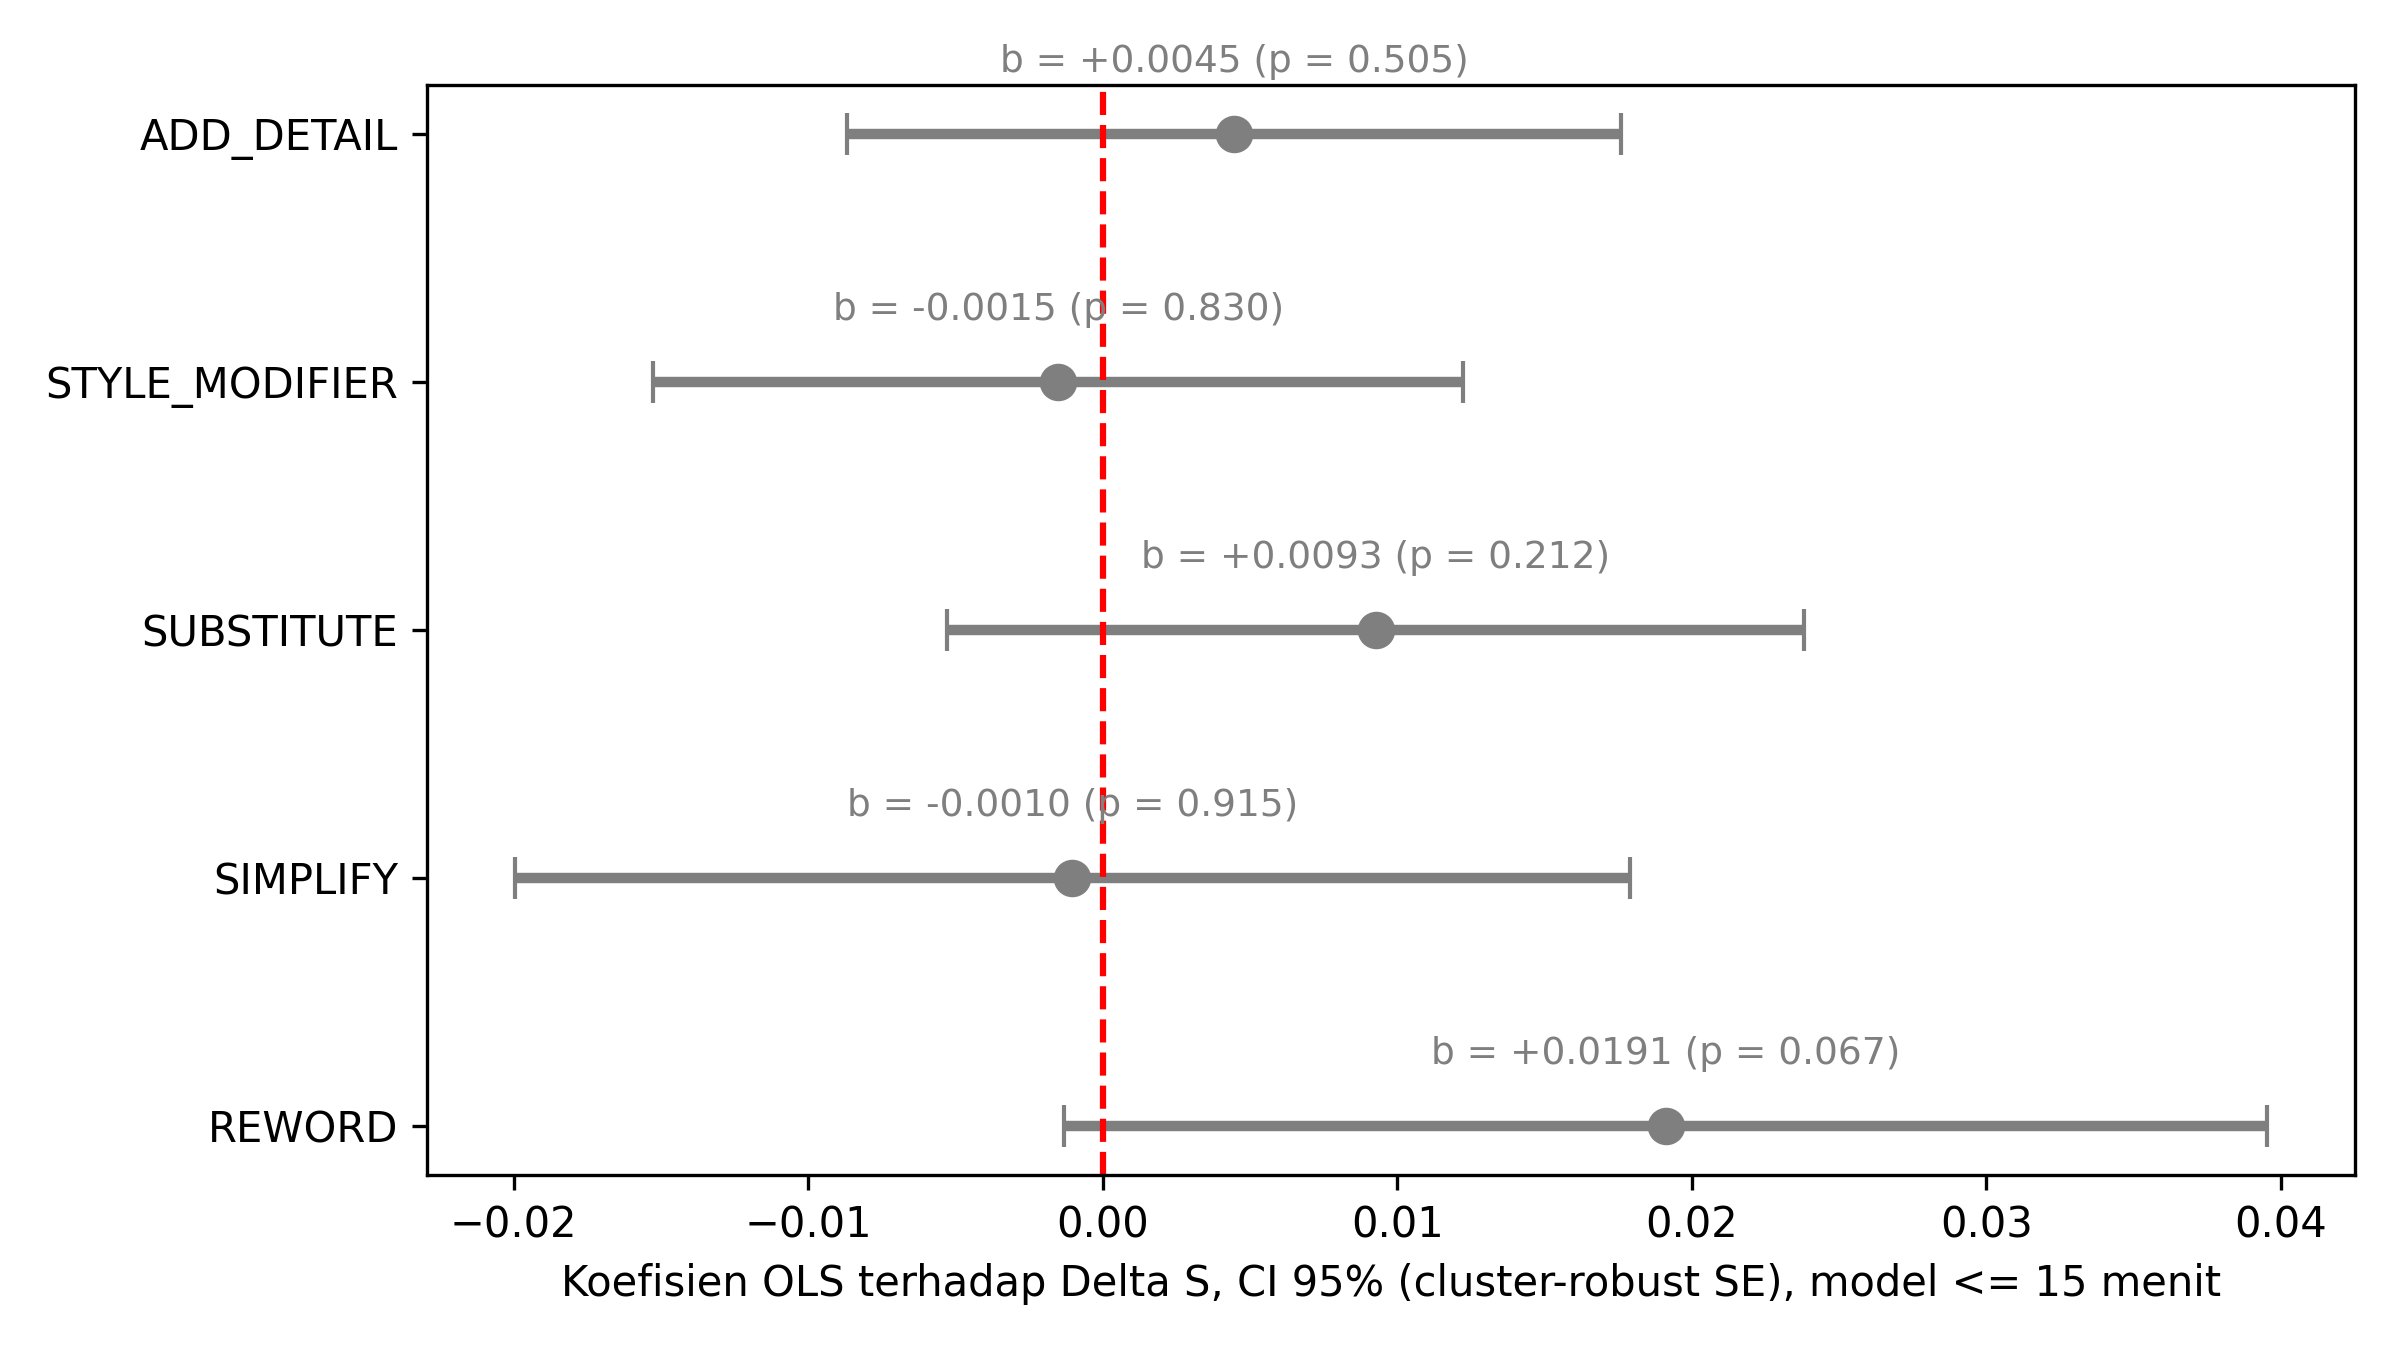 b = +0.0045 (p = 0.505)
ADD_DETAIL
b = -0.0015 (p = 0.830)
STYLE_MODIFIER
b = +0.0093 (p = 0.212)
SUBSTITUTE
b = -0.0010 (p = 0.915)
SIMPLIFY
b = +0.0191 (p = 0.067)
REWORD
−0.02 −0.01 0.00 0.01 0.02 0.03 0.04
Koefisien OLS terhadap Delta S, CI 95% (cluster-robust SE), model <= 15 menit